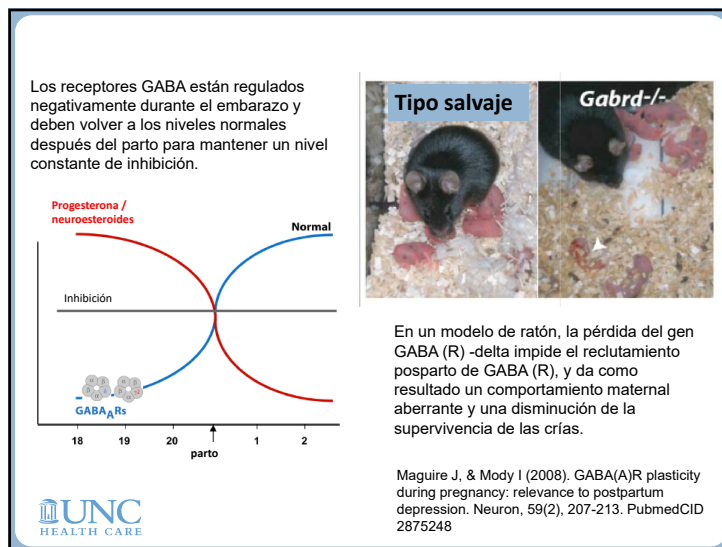 Los receptores GABA están regulados
negativamente durante el embarazo y
deben volver a los niveles normales
después del parto para mantener un nivel
constante de inhibición.
Progesterona /
neuroesteroides
Normal
Inhibición
GABAARs
18 19 20 1 2
parto
UNC
HEALTH CARE
Tipo salvaje
Gabrd-/-
En un modelo de ratón, la pérdida del gen
GABA (R) -delta impide el reclutamiento
posparto de GABA (R), y da como
resultado un comportamiento maternal
aberrante y una disminución de la
supervivencia de las crías.
Maguire J, & Mody I (2008). GABA(A)R plasticity
during pregnancy: relevance to postpartum
depression. Neuron, 59(2), 207-213. PubmedCID
2875248